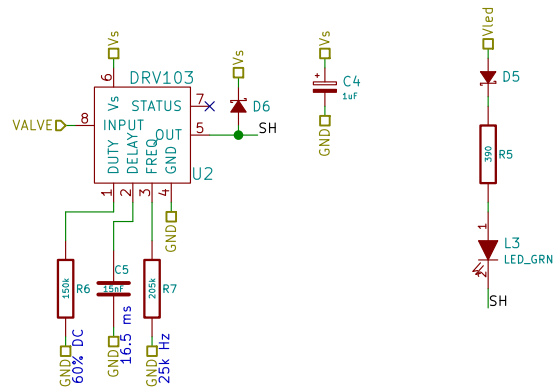 Vs
6
DRV103
Vs
STATUS
7
VALVE
8
INPUT
OUT
5
DUTY
DELAY
FREQ
GND
U2
1
2
3
4
GND
Vs
D6
SH
150k
R6
GND
60% DC
C5
15nF
GND
16.5 ms
205k
R7
GND
25k Hz
Vs
+
C4
1uF
GND
Vled
D5
390
R5
1
L3
LED_GRN
2
SH